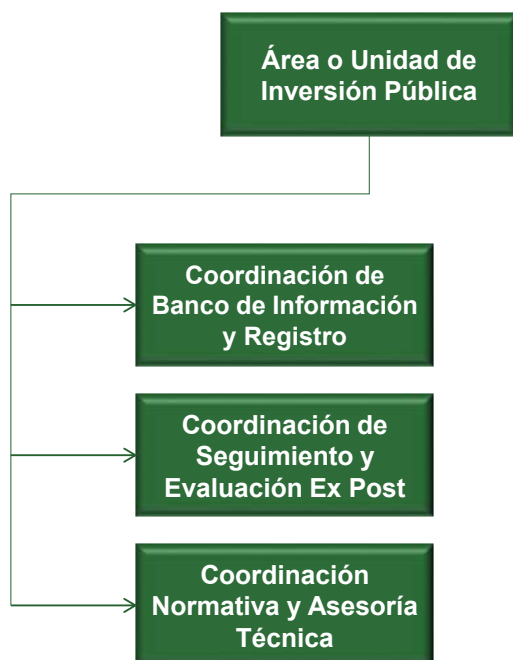 Área o Unidad de
Inversión Pública
Coordinación de
Banco de Información
y Registro
Coordinación de
Seguimiento y
Evaluación Ex Post
Coordinación
Normativa y Asesoría
Técnica